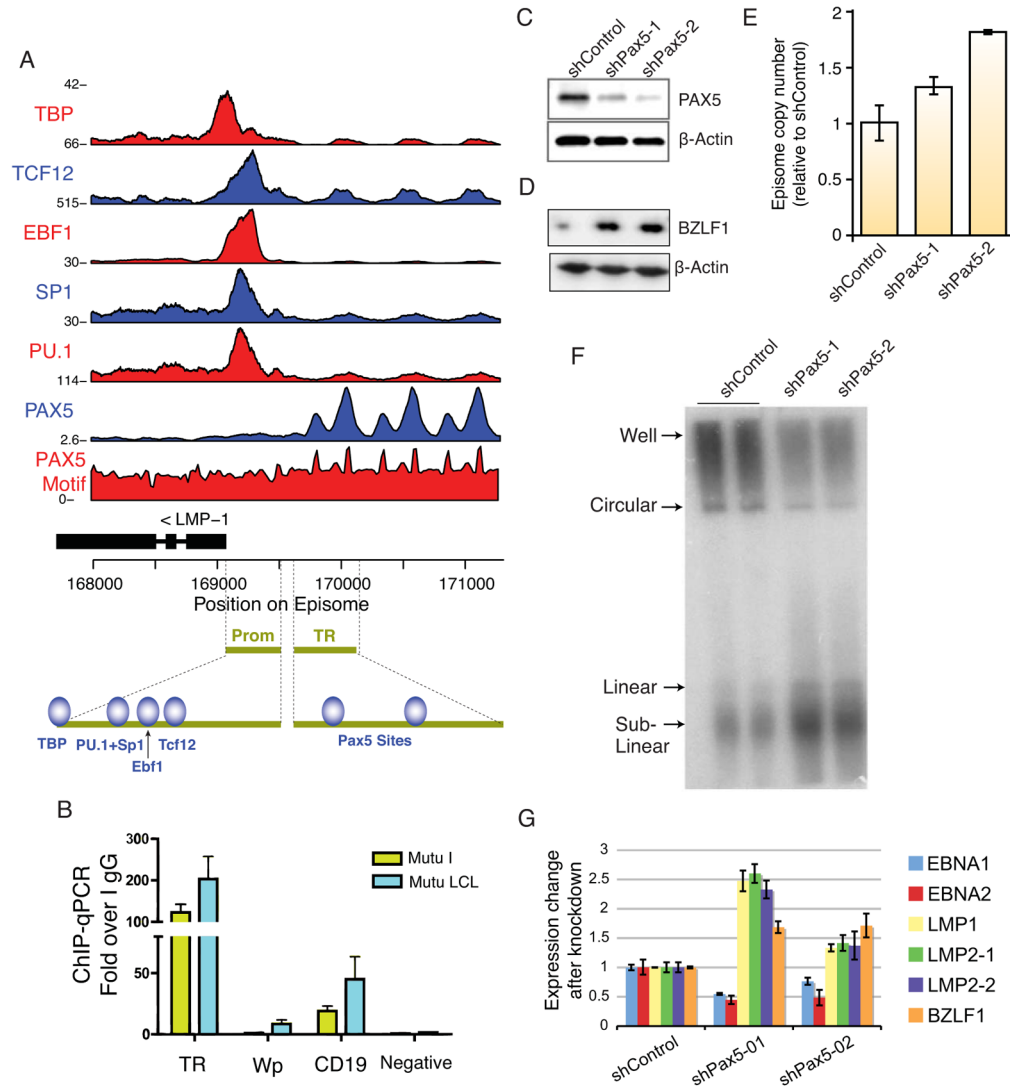 A
42–
TBP
66–
TCF12
515–
EBF1
30–
SP1
30–
PU.1
114–
PAX5
2.6–
PAX5
Motif
0–
< LMP–1
168000 169000 170000 171000
Position on Episome
Prom TR
TBP PU.1+Sp1 Tcf12 Pax5 Sites
Ebf1
B
ChIP-qPCR
Fold over I gG
300
200
100
50
0
Mutu I
Mutu LCL
TR Wp CD19 Negative
C
shControl shPax5-1 shPax5-2
PAX5
β-Actin
D
BZLF1
β-Actin
E
Episome copy number
(relative to shControl)
2
1.5
1
0.5
0
shControl shPax5-1 shPax5-2
F
shControl shPax5-1 shPax5-2
Well
Circular
Linear
Sub-
Linear
G
Expression change
after knockdown
3
2.5
2
1.5
1
0.5
0
shControl shPax5-01 shPax5-02
EBNA1
EBNA2
LMP1
LMP2-1
LMP2-2
BZLF1